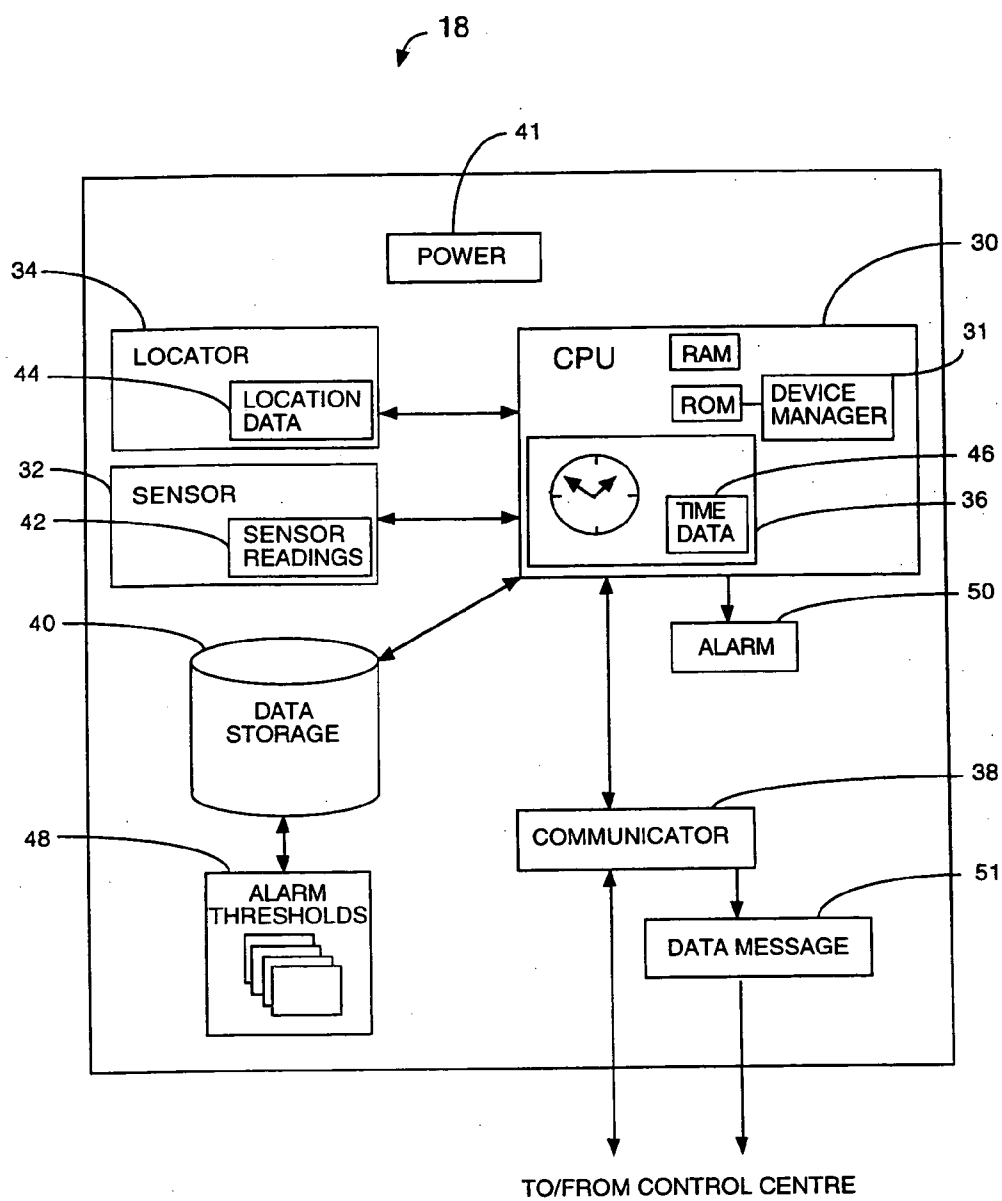 18
41
POWER
30
34
LOCATOR
CPU
RAM
31
44
LOCATION
DATA
ROM
DEVICE
MANAGER
32
SENSOR
46
42
SENSOR
READINGS
TIME
DATA
36
40
50
ALARM
DATA
STORAGE
38
COMMUNICATOR
48
ALARM
THRESHOLDS
51
DATA MESSAGE
TO/FROM CONTROL CENTRE